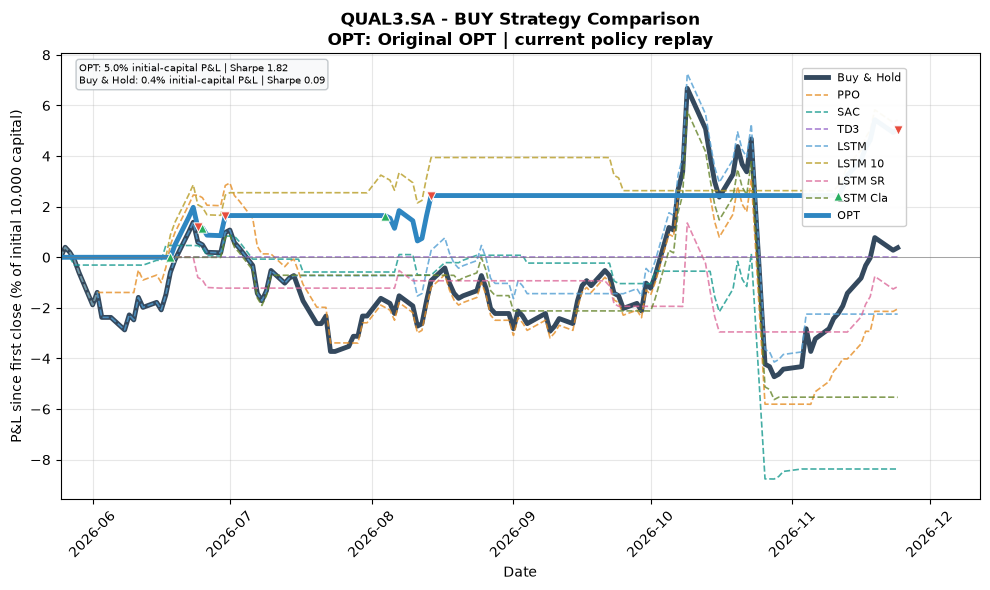 QUAL3.SA - BUY Strategy Comparison
OPT: Original OPT | current policy replay
OPT: 5.0% initial-capital P&L | Sharpe 1.82
Buy & Hold: 0.4% initial-capital P&L | Sharpe 0.09
Buy & Hold
PPO
SAC
TD3
LSTM
LSTM 10
LSTM SR
STM Cla
OPT
P&L since first close (% of initial 10,000 capital)
8
6
4
2
0
−2
−4
−6
−8
2026-06
2026-07
2026-08
2026-09
2026-10
2026-11
2026-12
Date